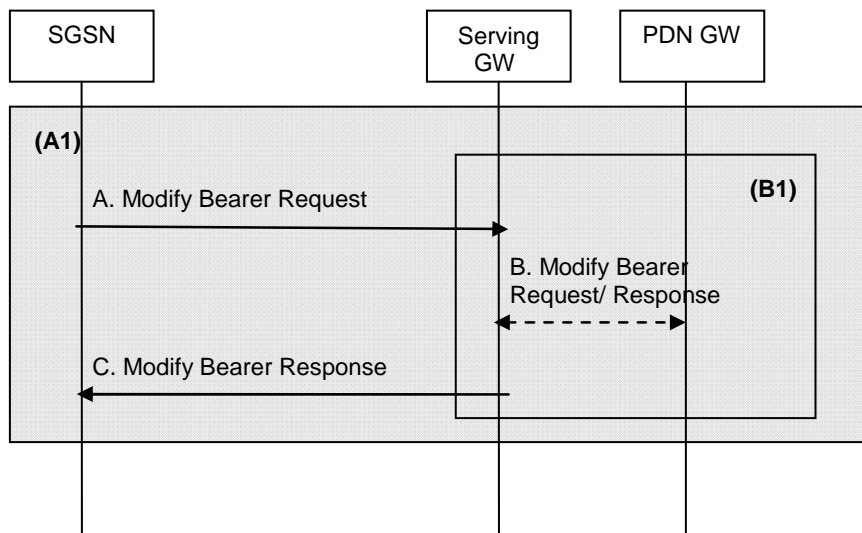 SGSN
Serving
GW
PDN GW
(A1)
(B1)
A. Modify Bearer Request
B. Modify Bearer
Request/ Response
C. Modify Bearer Response